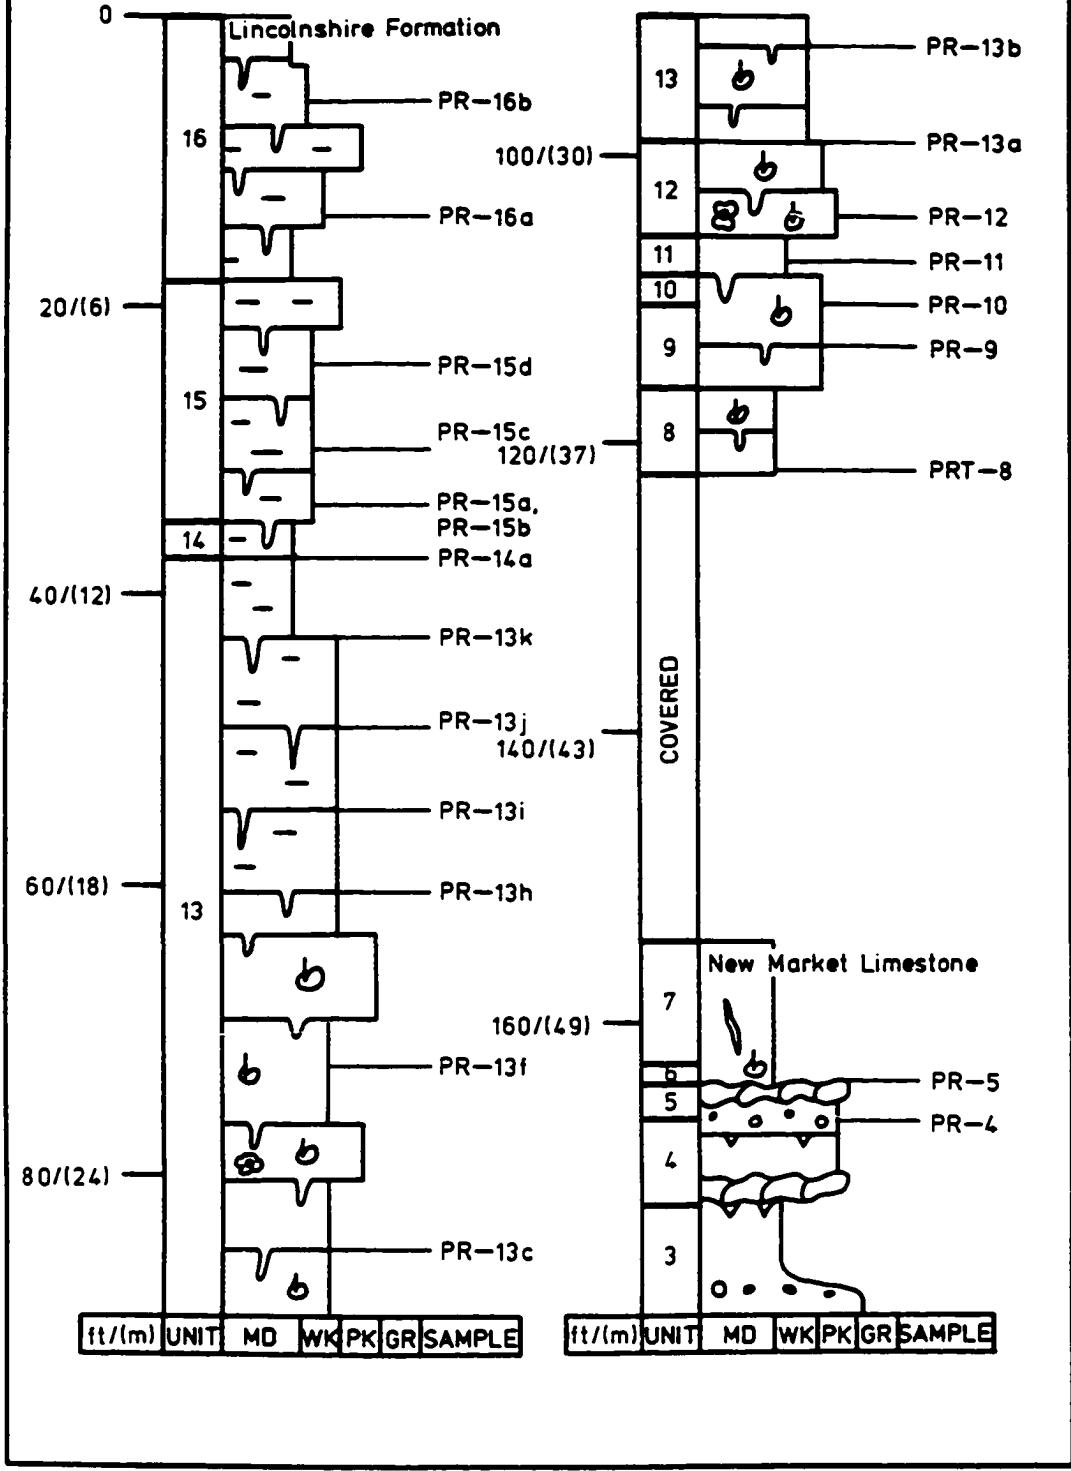 0
Lincolnshire Formation
16
PR-16b
PR-16a
20/(6)
15
PR-15d
PR-15c
PR-15a,
PR-15b
14
PR-14a
40/(12)
PR-13k
PR-13j
PR-13i
60/(18)
PR-13h
13
PR-13f
80/(24)
PR-13c
ft/(m) UNIT MD WK PK GR SAMPLE
13
PR-13b
PR-13a
100/(30)
12
PR-12
11
PR-11
10
PR-10
9
PR-9
8
120/(37)
PRT-8
COVERED
140/(43)
New Market Limestone
7
160/(49)
6
PR-5
5
PR-4
4
3
ft/(m) UNIT MD WK PK GR SAMPLE